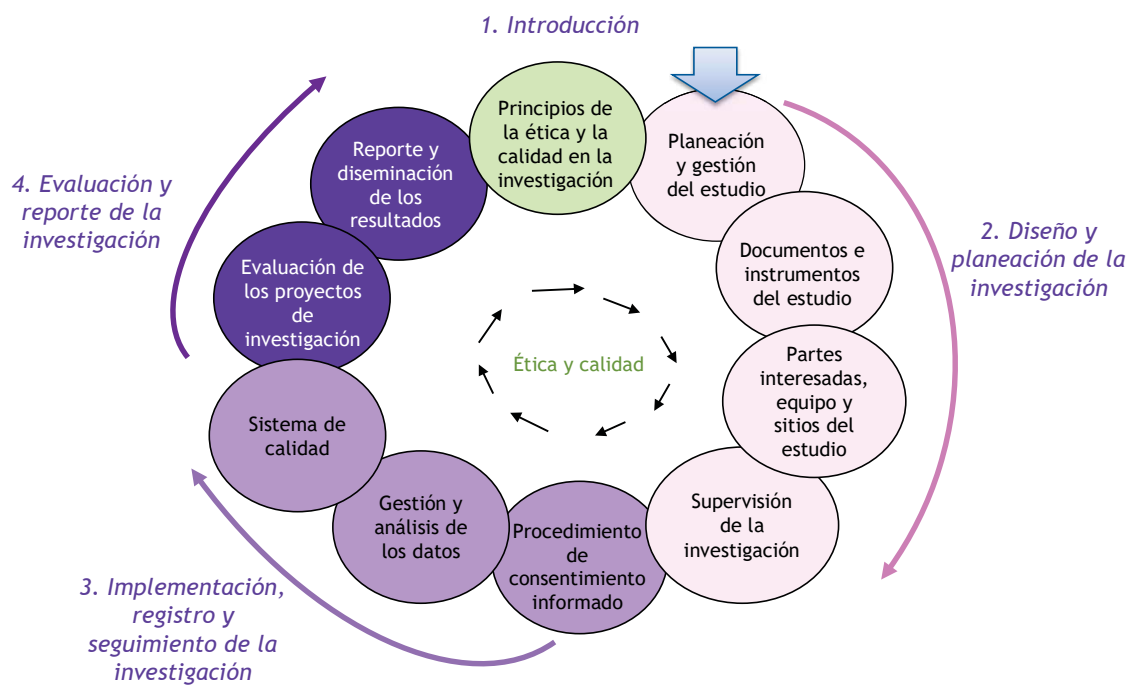 1. Introducción
Principios de
la ética y la
calidad en la
investigación
Planeación
y gestión
del estudio
Documentos e
instrumentos
del estudio
2. Diseño y
planeación de la
investigación
Partes
interesadas,
equipo y
sitios del
estudio
Supervisión
de la
investigación
Procedimiento
de
consentimiento
informado
Gestión y
análisis de
los datos
3. Implementación,
registro y
seguimiento de la
investigación
Sistema de
calidad
Evaluación de
los proyectos
de
investigación
Reporte y
diseminación
de los
resultados
4. Evaluación y
reporte de la
investigación
Ética y calidad